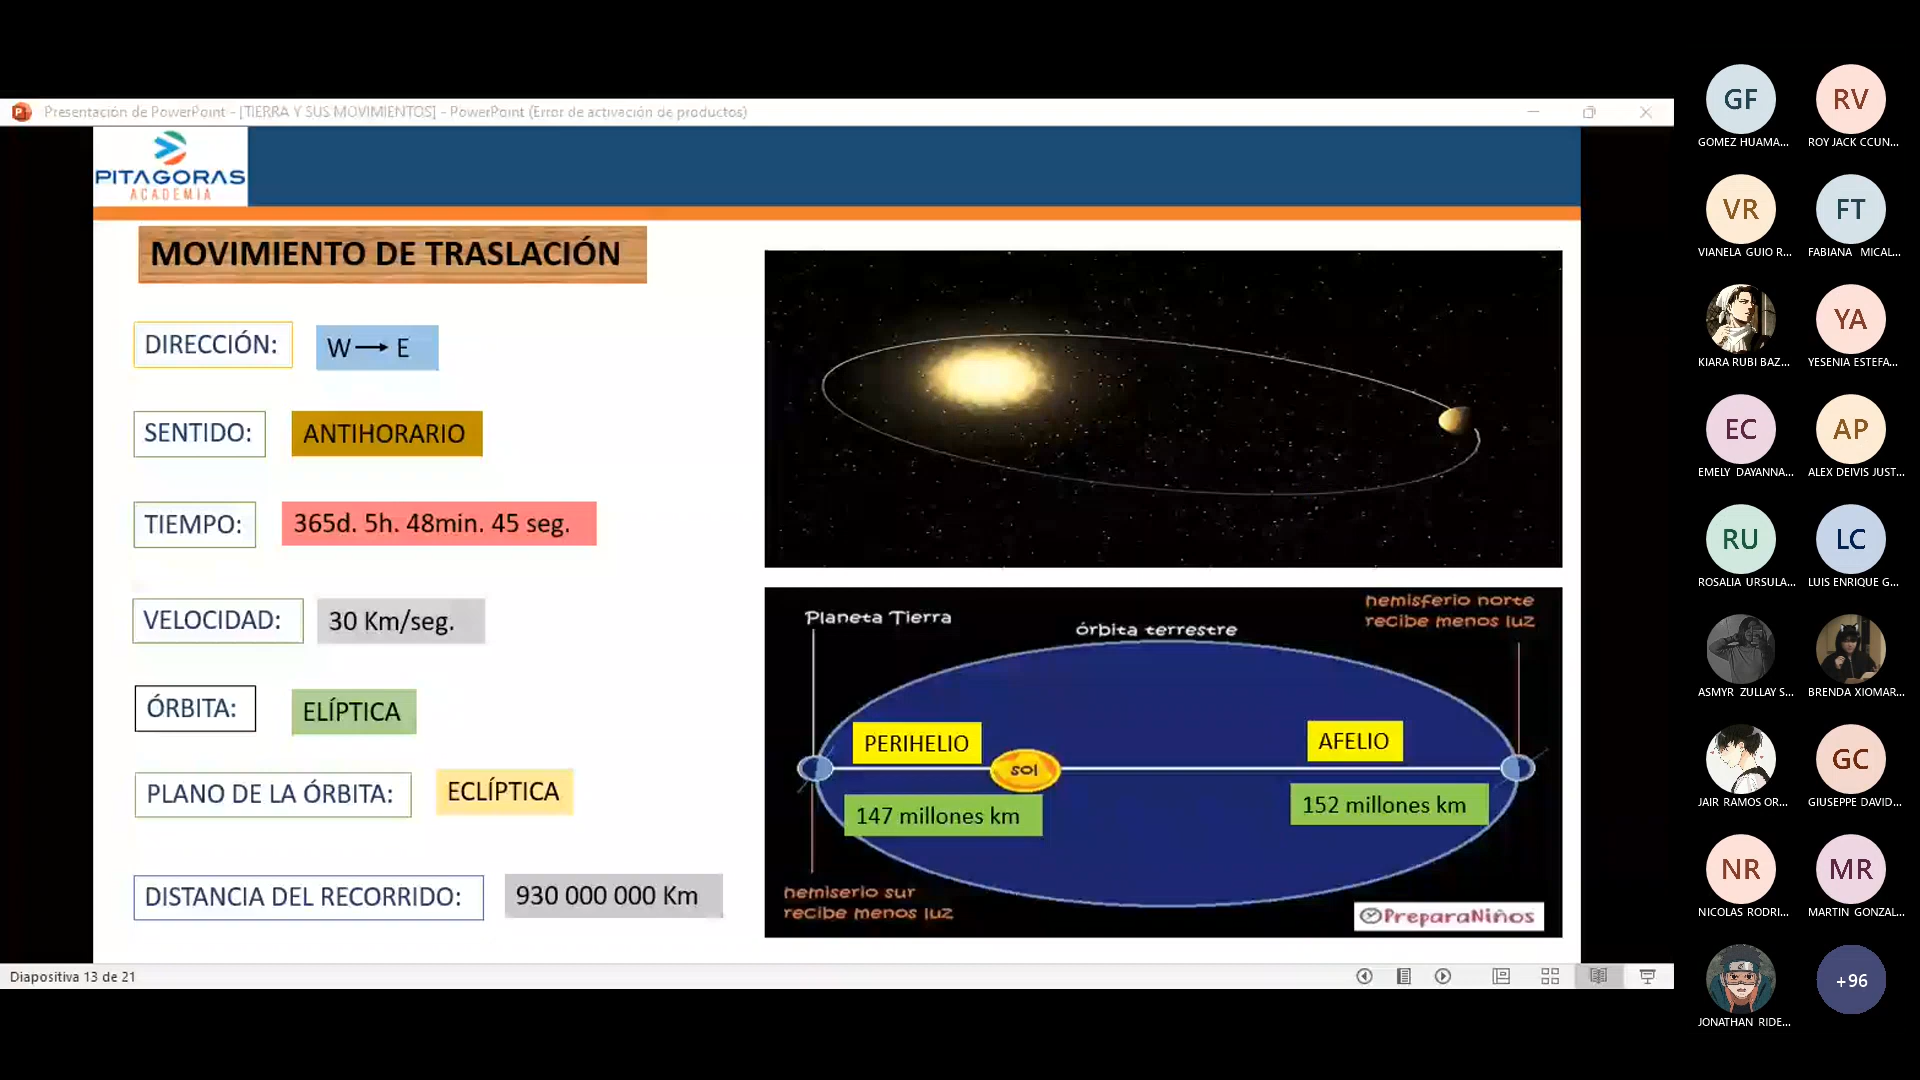 Presentación de PowerPoint - [TIERRA Y SUS MOVIMIENTOS] - PowerPoint (Error de activación de productos)
PITAGORAS
ACADEMIA
MOVIMIENTO DE TRASLACIÓN
DIRECCIÓN:
W → E
SENTIDO:
ANTIHORARIO
TIEMPO:
365d. 5h. 48min. 45 seg.
VELOCIDAD:
30 Km/seg.
ÓRBITA:
ELÍPTICA
PLANO DE LA ÓRBITA:
ECLÍPTICA
DISTANCIA DEL RECORRIDO:
930 000 000 Km
Planeta Tierra
órbita terrestre
hemisferio norte
recibe menos luz
PERIHELIO
sol
AFELIO
147 millones km
152 millones km
hemiserio sur
recibe menos luz
PreparaNiños
Diapositiva 13 de 21
GF
GOMEZ HUAMA...
RV
ROY JACK CCUN...
VR
VIANELA GUIO R...
FT
FABIANA MICAL...
KIARA RUBI BAZ...
YA
YESENIA ESTEFA...
EC
EMELY DAYANNA...
AP
ALEX DEIVIS JUST...
RU
ROSALIA URSULA...
LC
LUIS ENRIQUE G...
ASMYR ZULLAY S...
BRENDA XIOMAR...
JAIR RAMOS OR...
GC
GIUSEPPE DAVID...
NR
NICOLAS RODRI...
MR
MARTIN GONZAL...
JONATHAN RIDE...
+96